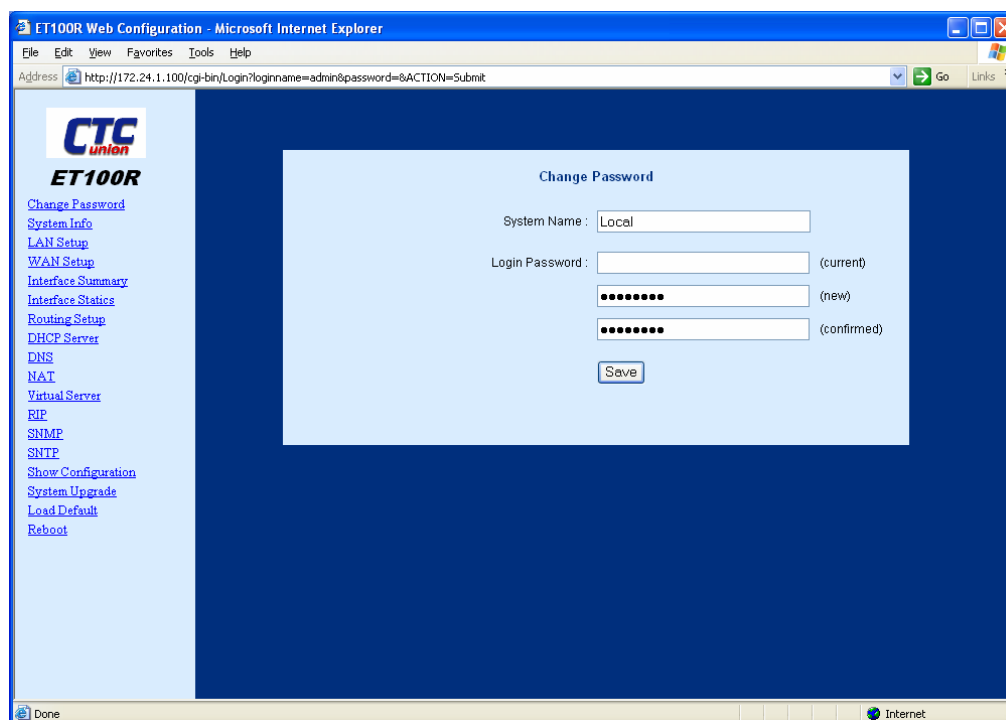 ET100R Web Configuration - Microsoft Internet Explorer
File Edit View Favorites Tools Help
Address http://172.24.1.100/cgi-bin/Login?loginname=admin&password=&ACTION=Submit Go Links
CTC
union
ET100R
Change Password
System Info
LAN Setup
WAN Setup
Interface Summary
Interface Statics
Routing Setup
DHCP Server
DNS
NAT
Virtual Server
RIP
SNMP
SNTP
Show Configuration
System Upgrade
Load Default
Reboot
Change Password
System Name : Local
Login Password : (current)
●●●●●●●● (new)
●●●●●●●● (confirmed)
Save
Done Internet